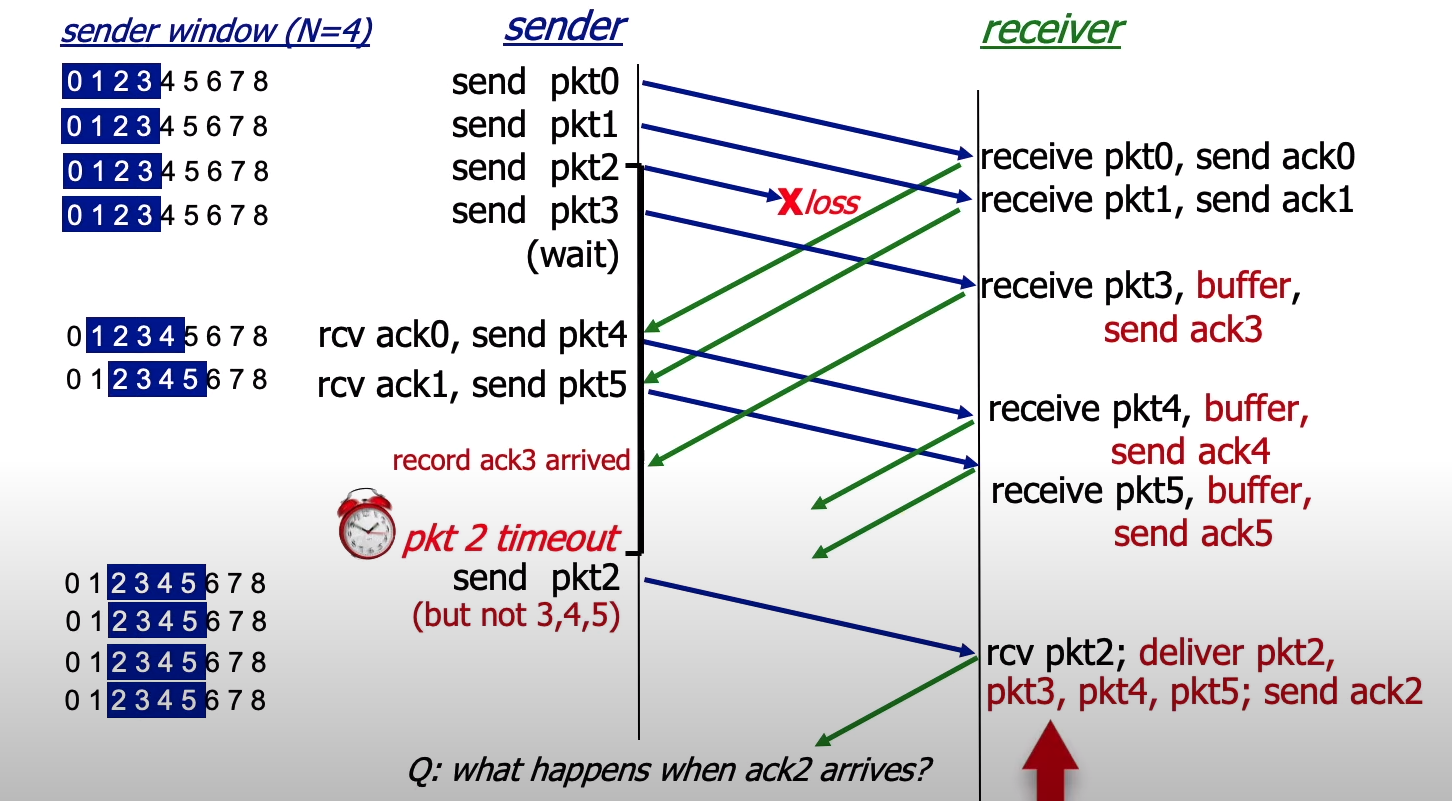 sender window (N=4)
sender
receiver
0 1 2 3 4 5 6 7 8
send pkt0
0 1 2 3 4 5 6 7 8
send pkt1
0 1 2 3 4 5 6 7 8
send pkt2
0 1 2 3 4 5 6 7 8
send pkt3
(wait)
X loss
receive pkt0, send ack0
receive pkt1, send ack1
receive pkt3, buffer,
send ack3
0 1 2 3 4 5 6 7 8
rcv ack0, send pkt4
0 1 2 3 4 5 6 7 8
rcv ack1, send pkt5
record ack3 arrived
receive pkt4, buffer,
send ack4
receive pkt5, buffer,
send ack5
pkt 2 timeout
0 1 2 3 4 5 6 7 8
send pkt2
0 1 2 3 4 5 6 7 8
(but not 3,4,5)
0 1 2 3 4 5 6 7 8
0 1 2 3 4 5 6 7 8
rcv pkt2; deliver pkt2,
pkt3, pkt4, pkt5; send ack2
Q: what happens when ack2 arrives?